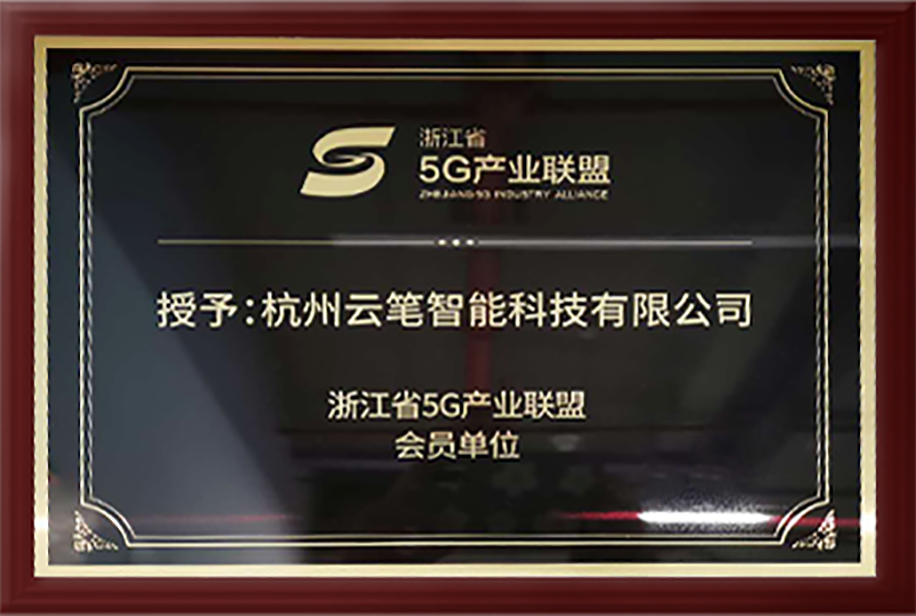 浙江省
5G产业联盟
ZHEJIANG 5G INDUSTRY ALLIANCE
授予:杭州云笔智能科技有限公司
浙江省5G产业联盟
会员单位